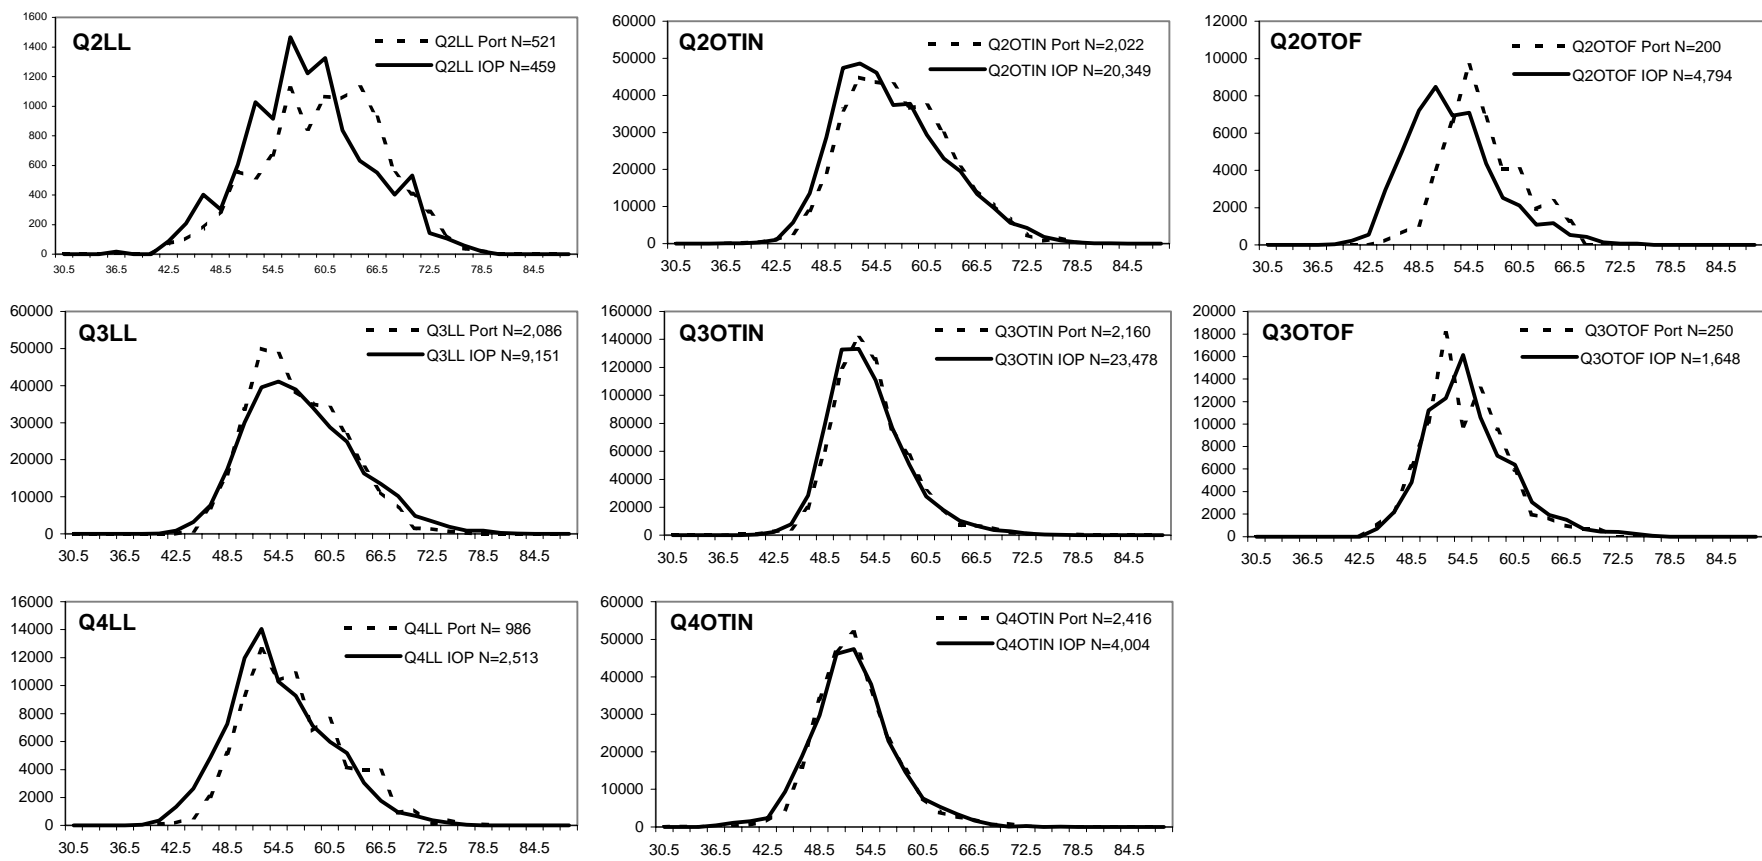 Q2LL
Q2LL Port N=521
Q2LL IOP N=459
1600
1400
1200
1000
800
600
400
200
0
30.5 36.5 42.5 48.5 54.5 60.5 66.5 72.5 78.5 84.5
Q2OTIN
Q2OTIN Port N=2,022
Q2OTIN IOP N=20,349
60000
50000
40000
30000
20000
10000
0
30.5 36.5 42.5 48.5 54.5 60.5 66.5 72.5 78.5 84.5
Q2OTOF
Q2OTOF Port N=200
Q2OTOF IOP N=4,794
12000
10000
8000
6000
4000
2000
0
30.5 36.5 42.5 48.5 54.5 60.5 66.5 72.5 78.5 84.5
Q3LL
Q3LL Port N=2,086
Q3LL IOP N=9,151
60000
50000
40000
30000
20000
10000
0
30.5 36.5 42.5 48.5 54.5 60.5 66.5 72.5 78.5 84.5
Q3OTIN
Q3OTIN Port N=2,160
Q3OTIN IOP N=23,478
160000
140000
120000
100000
80000
60000
40000
20000
0
30.5 36.5 42.5 48.5 54.5 60.5 66.5 72.5 78.5 84.5
Q3OTOF
Q3OTOF Port N=250
Q3OTOF IOP N=1,648
20000
18000
16000
14000
12000
10000
8000
6000
4000
2000
0
30.5 36.5 42.5 48.5 54.5 60.5 66.5 72.5 78.5 84.5
Q4LL
Q4LL Port N= 986
Q4LL IOP N=2,513
16000
14000
12000
10000
8000
6000
4000
2000
0
30.5 36.5 42.5 48.5 54.5 60.5 66.5 72.5 78.5 84.5
Q4OTIN
Q4OTIN Port N=2,416
Q4OTIN IOP N=4,004
60000
50000
40000
30000
20000
10000
0
30.5 36.5 42.5 48.5 54.5 60.5 66.5 72.5 78.5 84.5